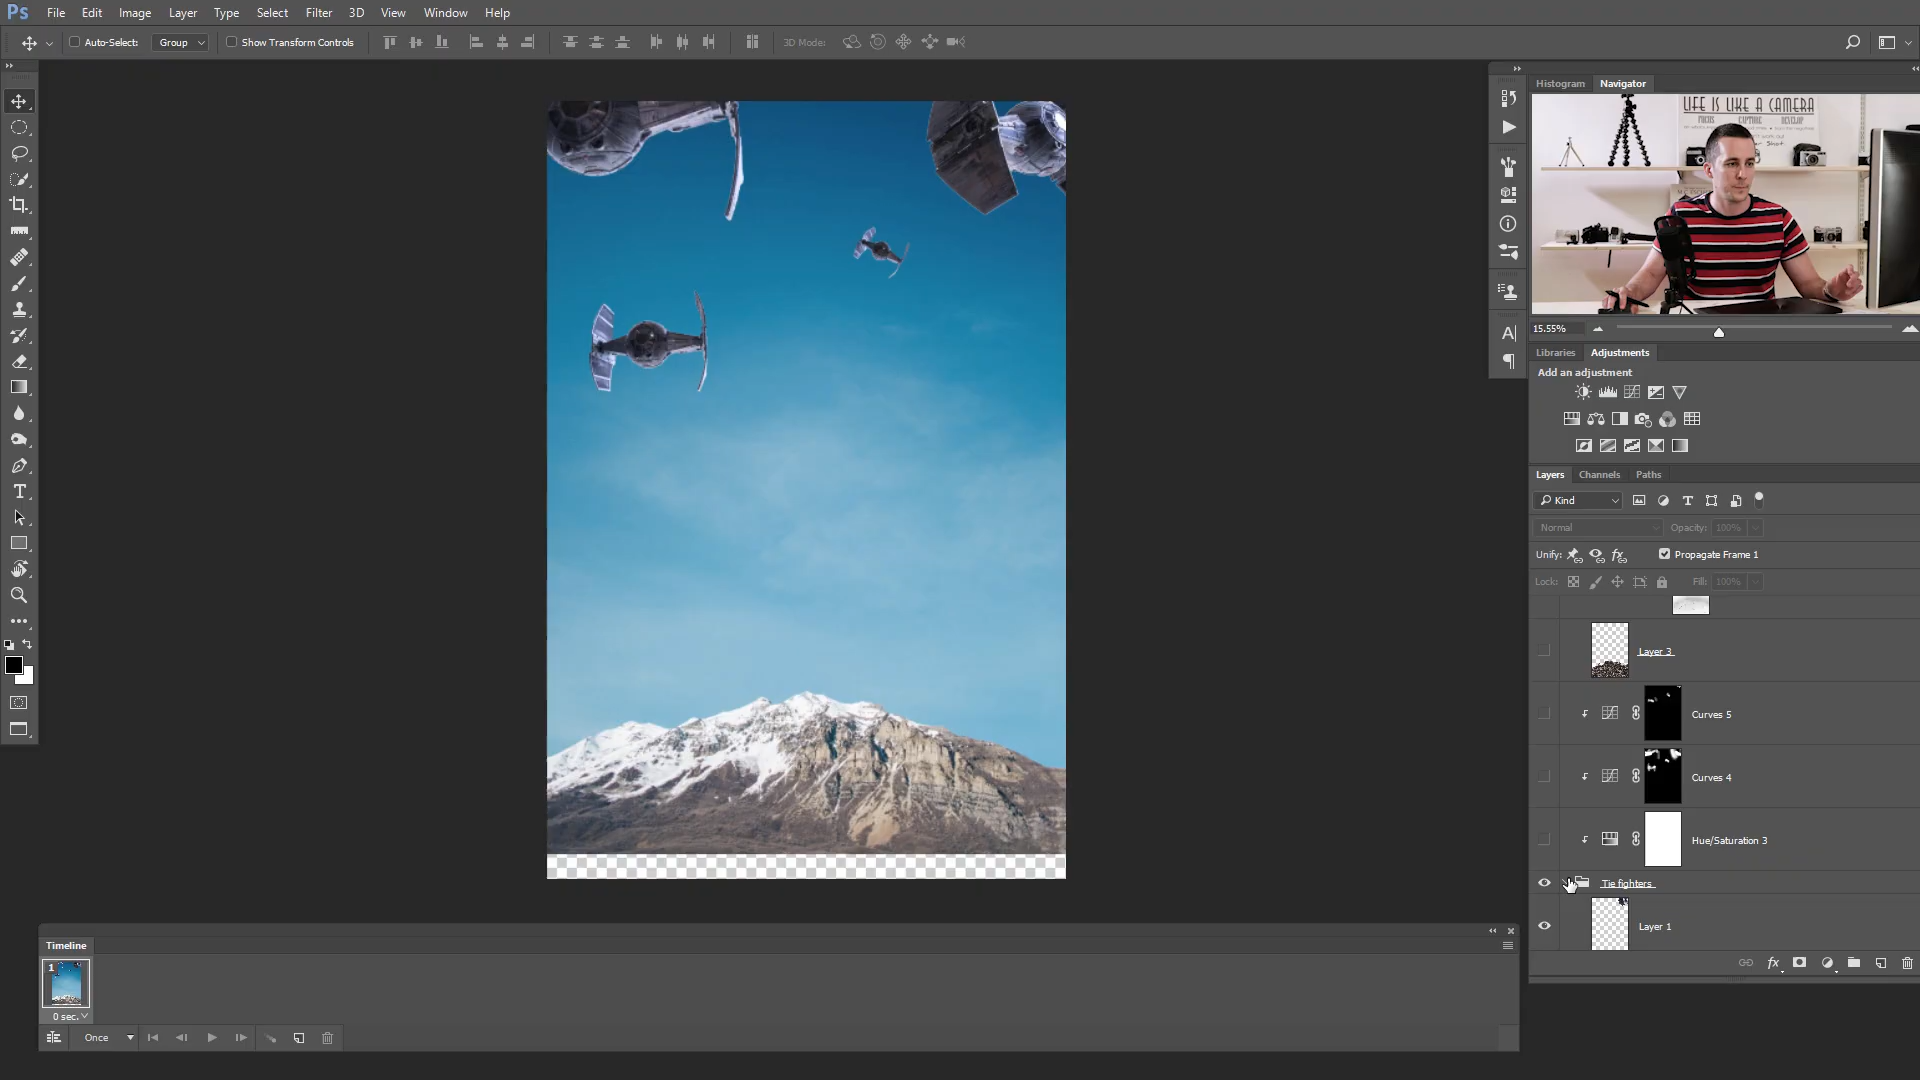 Ps File Edit Image Layer Type Select Filter 3D View Window Help
Auto-Select: Group Show Transform Controls 3D Mode:
Histogram Navigator
LIFE IS LIKE A CAMERA
FOCUS CAPTURE DEVELOP
15.55%
Libraries Adjustments
Add an adjustment
Layers Channels Paths
Kind
Normal Opacity: 100%
Unify: Propagate Frame 1
Lock: Fill: 100%
Layer 3
Curves 5
Curves 4
Hue/Saturation 3
Tie fighters
Layer 1
Timeline
1
0 sec.
Once